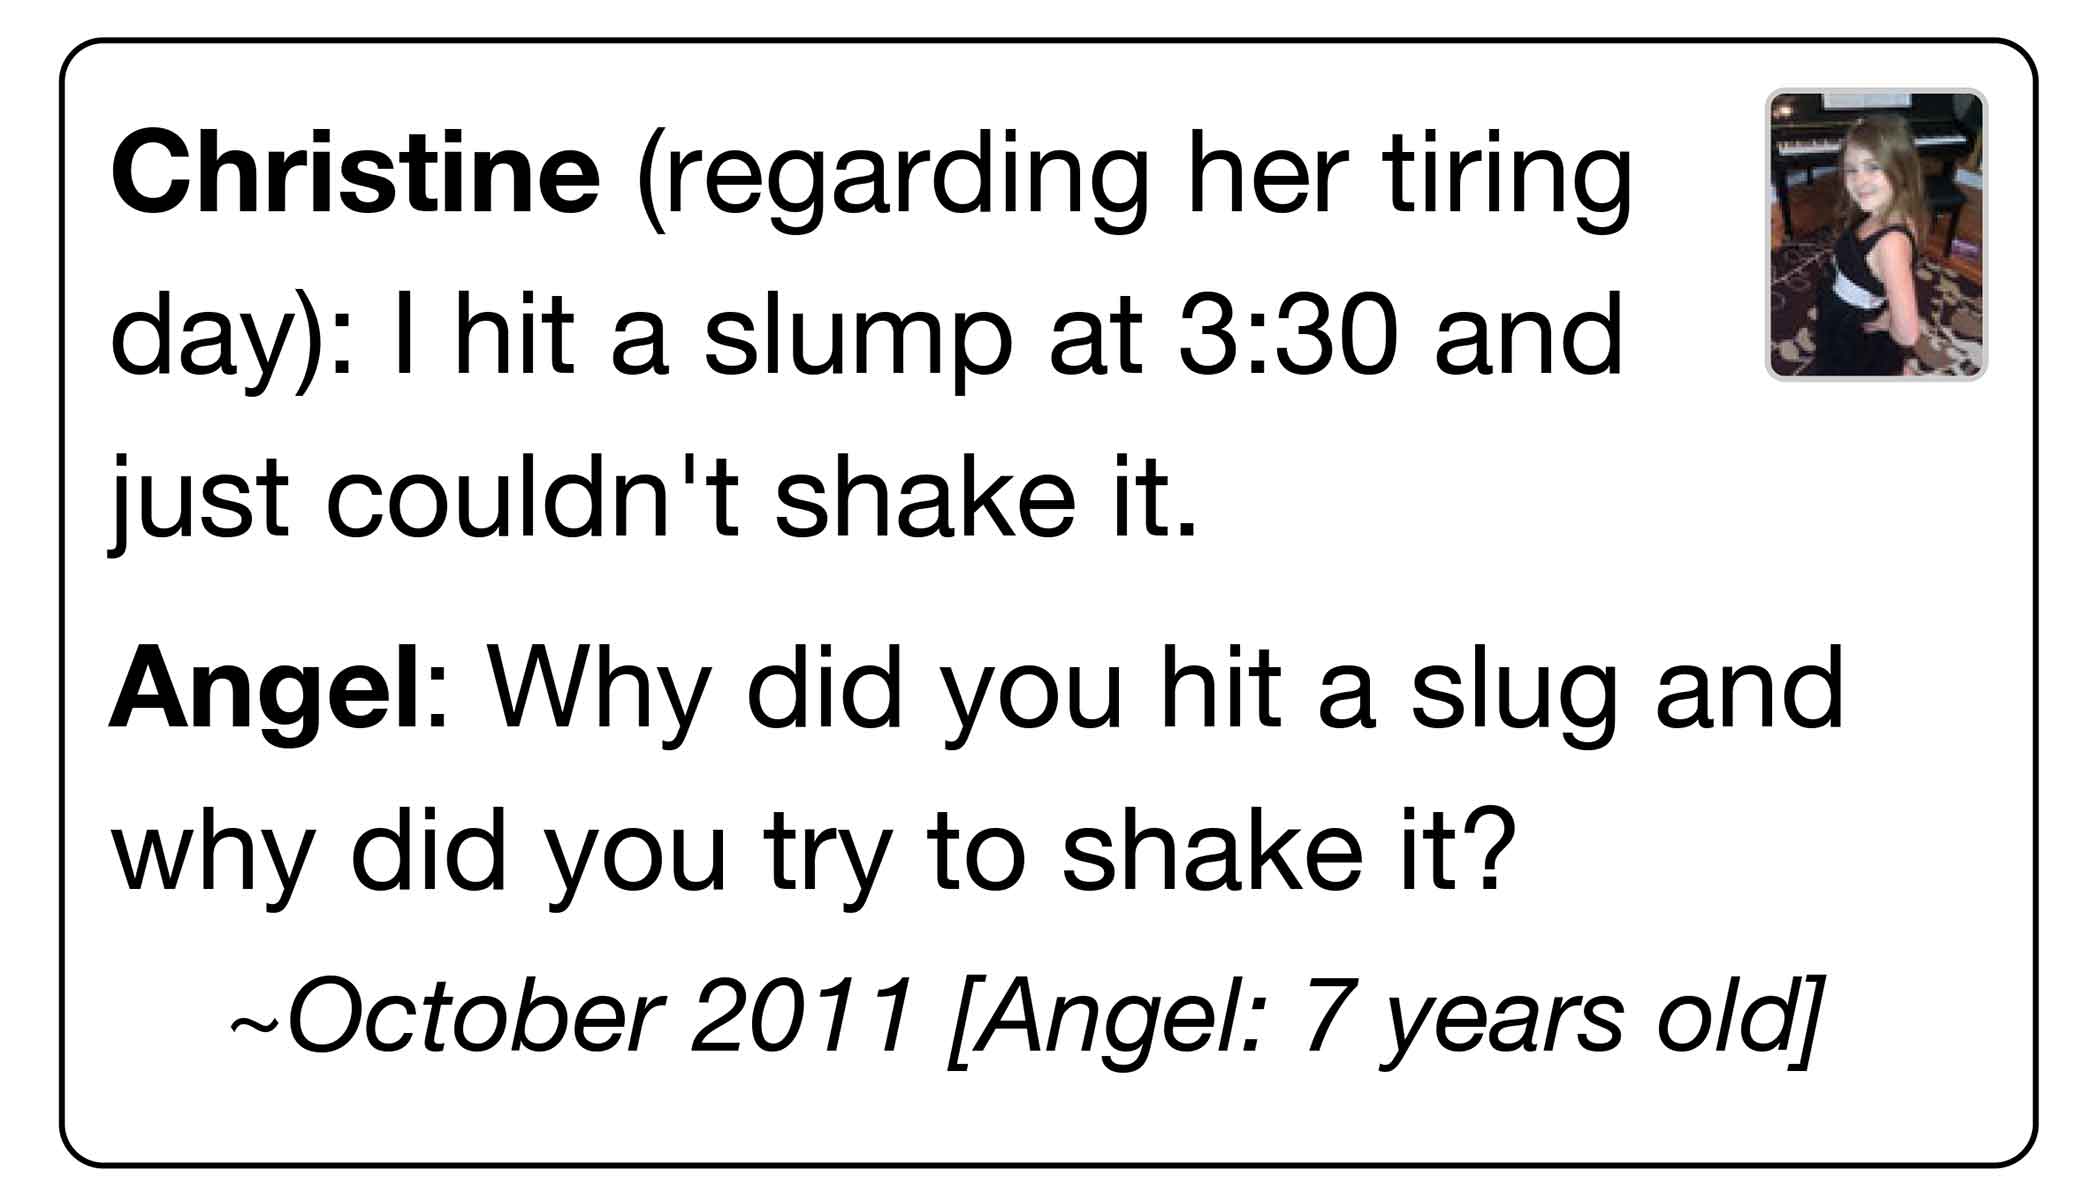 Christine (regarding her tiring
day): I hit a slump at 3:30 and
just couldn't shake it.
Angel: Why did you hit a slug and
why did you try to shake it?
~October 2011 [Angel: 7 years old]